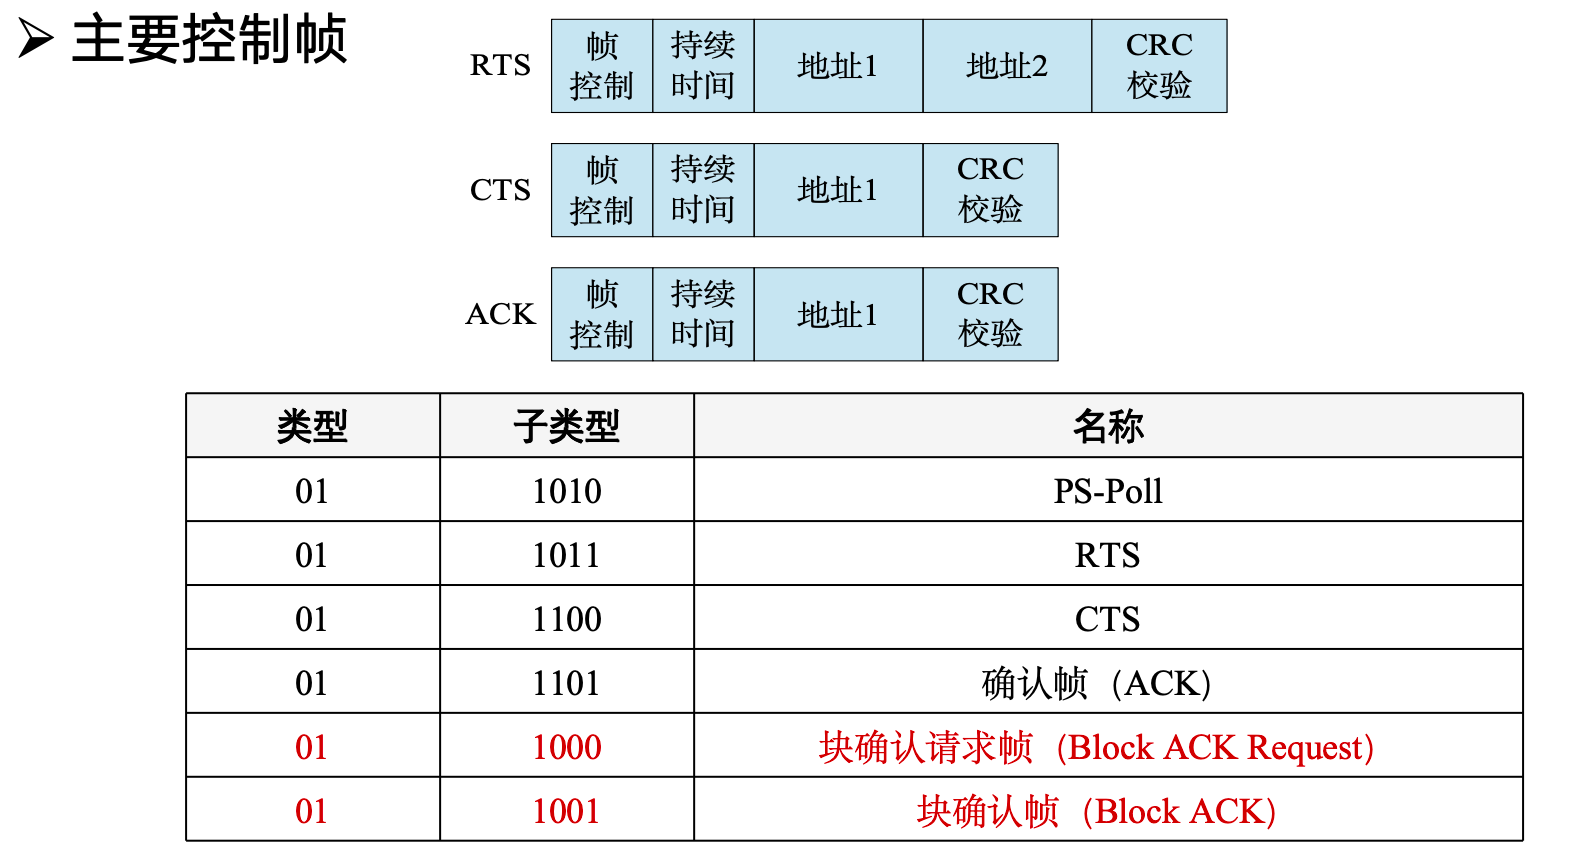 ➢ 主要控制帧
RTS 帧控制 持续时间 地址1 地址2 CRC校验
CTS 帧控制 持续时间 地址1 CRC校验
ACK 帧控制 持续时间 地址1 CRC校验
类型 子类型 名称
01 1010 PS-Poll
01 1011 RTS
01 1100 CTS
01 1101 确认帧（ACK）
01 1000 块确认请求帧（Block ACK Request）
01 1001 块确认帧（Block ACK）